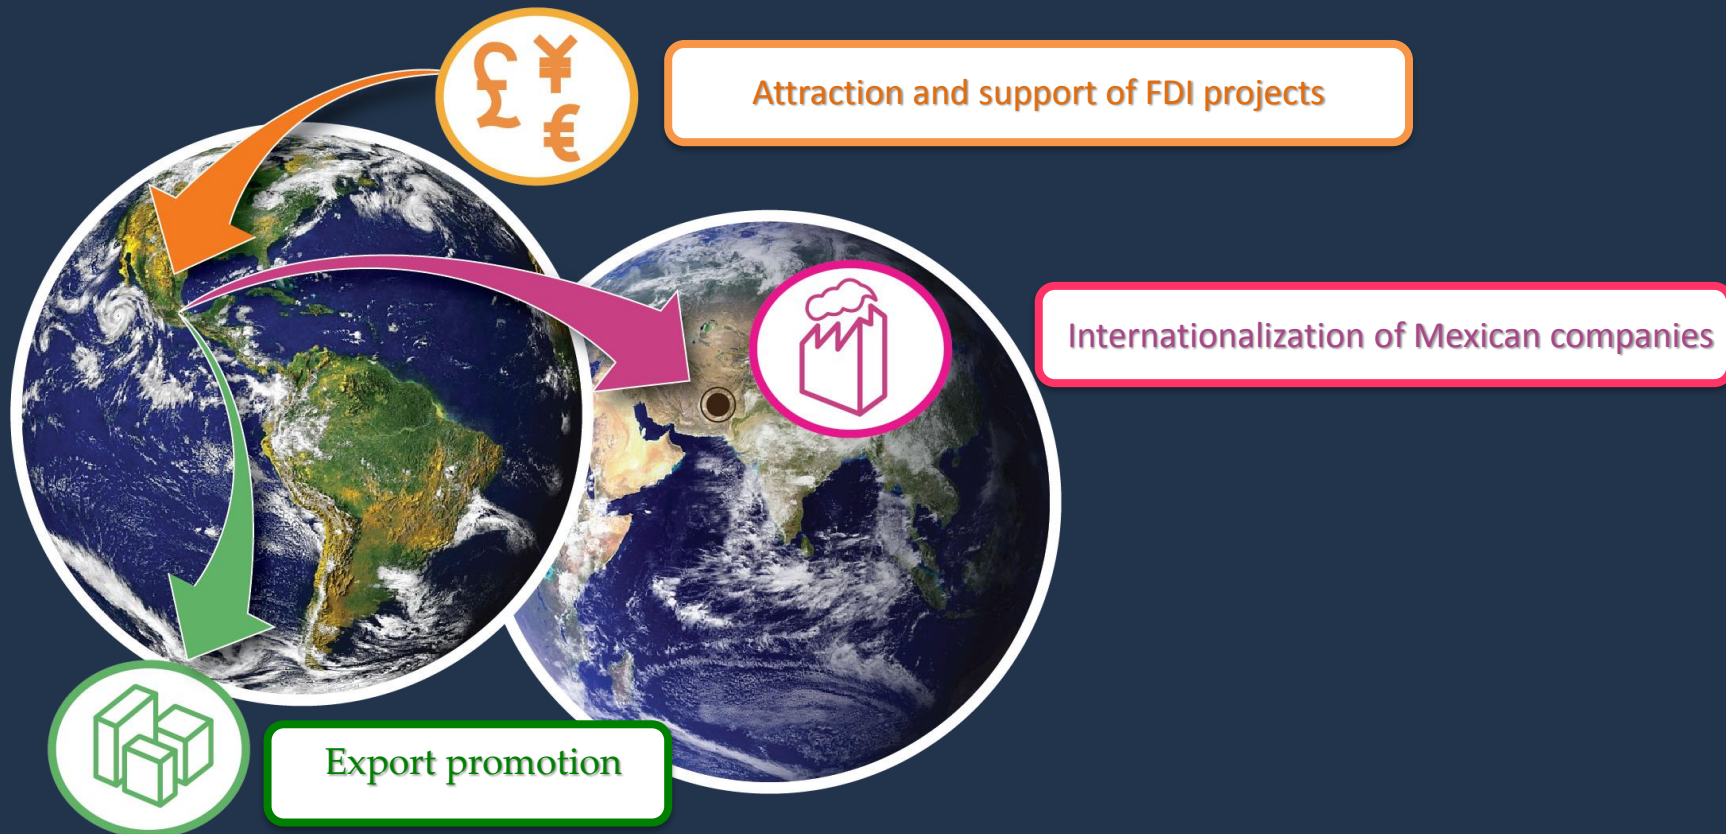 £ ¥
€
Attraction and support of FDI projects
Internationalization of Mexican companies
Export promotion